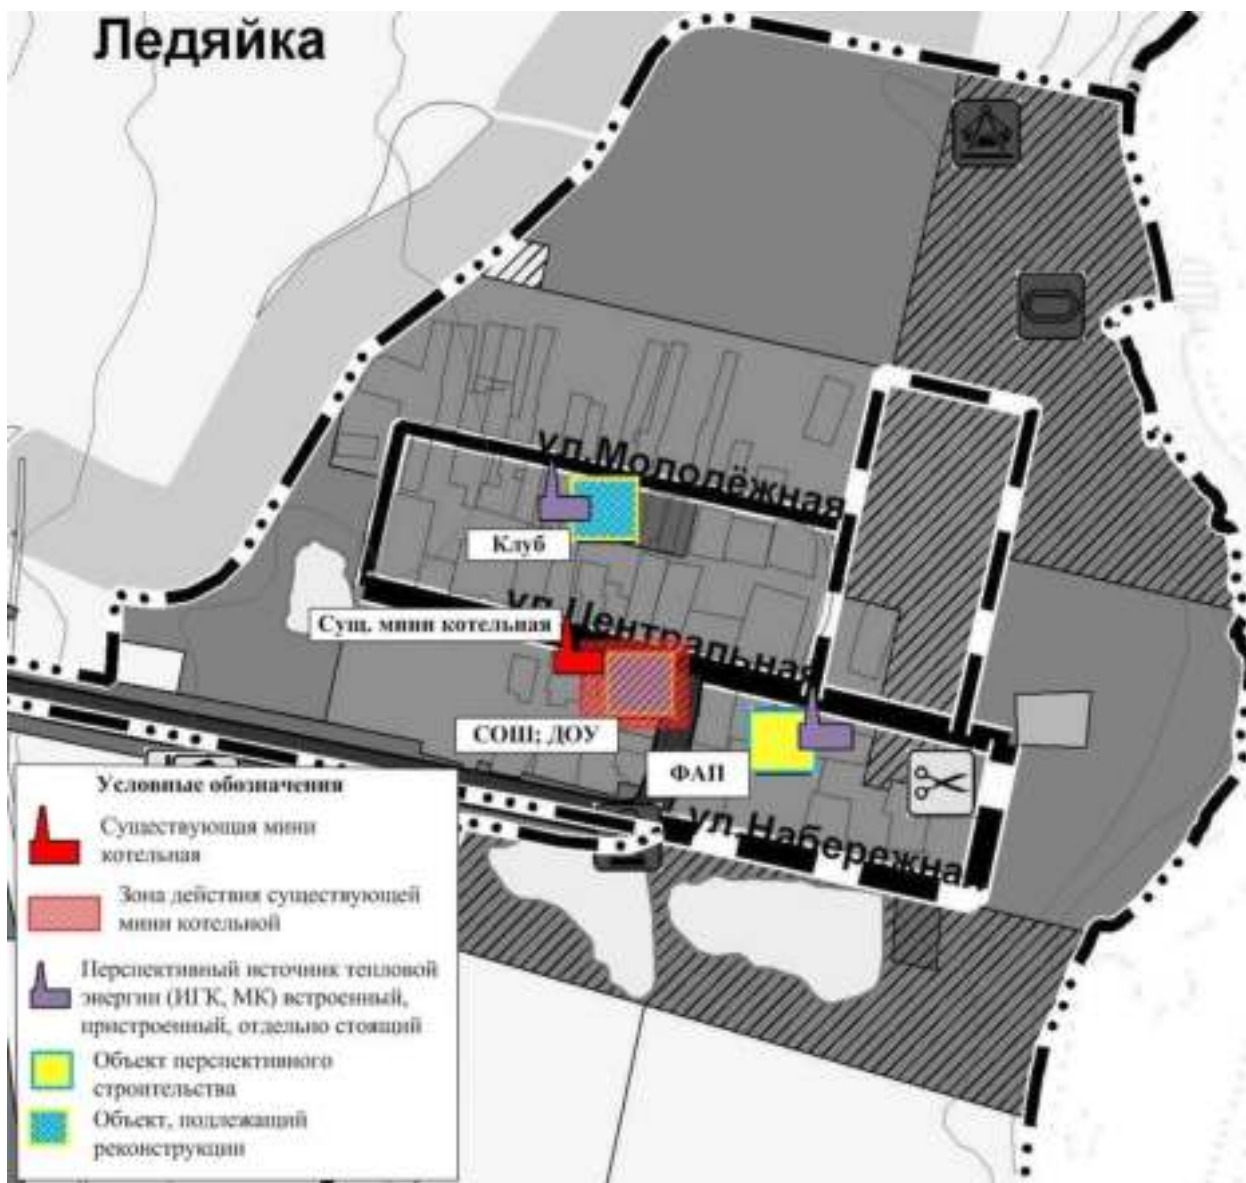 Ледяйка
ул.Молодёжная
Клуб
ул.Центральная
Сущ. мини котельная
СОШ; ДОУ
ФАП
ул.Набережна
Условные обозначения
Существующая мини
котельная
Зона действия существующей
мини котельной
Перспективный источник тепловой
энергии (ИГК, МК) встроенный,
пристроенный, отдельно стоящий
Объект перспективного
строительства
Объект, подлежащий
реконструкции